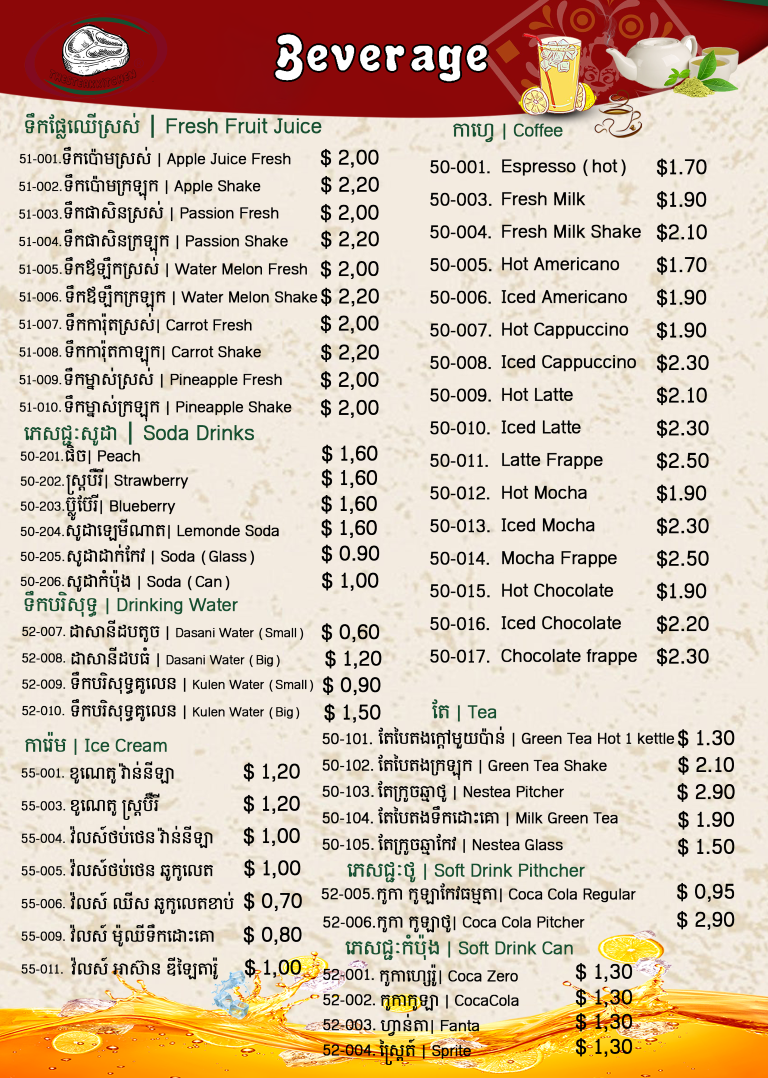 Beverage
ទឹកផ្លែឈើស្រស់ | Fresh Fruit Juice
51-001.ទឹកប៉ោមស្រស់ | Apple Juice Fresh $ 2,00
51-002.ទឹកប៉ោមក្រឡុក | Apple Shake $ 2,20
51-003.ទឹកផាសិនស្រស់ | Passion Fresh $ 2,00
51-004.ទឹកផាសិនក្រឡុក | Passion Shake $ 2,20
51-005.ទឹកឪឡឹកស្រស់ | Water Melon Fresh $ 2,00
51-006.ទឹកឪឡឹកក្រឡុក | Water Melon Shake $ 2,20
51-007.ទឹកការ៉ុតស្រស់| Carrot Fresh $ 2,00
51-008.ទឹកការ៉ុតកាឡុក| Carrot Shake $ 2,20
51-009.ទឹកម្នាស់ស្រស់ | Pineapple Fresh $ 2,00
51-010.ទឹកម្នាស់ក្រឡុក | Pineapple Shake $ 2,00
ភេសជ្ជៈសូដា | Soda Drinks
50-201.ផិច| Peach $ 1,60
50-202.ស្ត្របឺរី| Strawberry $ 1,60
50-203.ប៊្លូប៊ែរី| Blueberry $ 1,60
50-204.សូដាឡេមីណាត| Lemonde Soda $ 1,60
50-205.សូដាដាក់កែវ | Soda (Glass) $ 0.90
50-206.សូដាកំប៉ុង | Soda (Can) $ 1,00
ទឹកបរិសុទ្ធ | Drinking Water
52-007. ដាសានីដបតូច | Dasani Water (Small) $ 0,60
52-008. ដាសានីដបធំ | Dasani Water (Big) $ 1,20
52-009. ទឹកបរិសុទ្ធគូលេន | Kulen Water (Small) $ 0,90
52-010. ទឹកបរិសុទ្ធគូលេន | Kulen Water (Big) $ 1,50
ការ៉េម | Ice Cream
55-001. ខូណេតូ វ៉ាន់នីឡា $ 1,20
55-003. ខូណេតូ ស្ត្រប៊ឺរី $ 1,20
55-004. វ៉លស៍ថប់ថេន វ៉ាន់នីឡា $ 1,00
55-005. វ៉លស៍ថប់ថេន ឆូកូលេត $ 1,00
55-006. វ៉លស៍ ឈីស ឆូកូលេតខាប់ $ 0,70
55-009. វ៉លស៍ ម៉ូឈីទឹកដោះគោ $ 0,80
55-011. វ៉លស៍ អាស៊ាន ឌីឡៃតារ៉ូ $ 1,00
កាហ្វេ | Coffee
50-001. Espresso (hot) $1.70
50-003. Fresh Milk $1.90
50-004. Fresh Milk Shake $2.10
50-005. Hot Americano $1.70
50-006. Iced Americano $1.90
50-007. Hot Cappuccino $1.90
50-008. Iced Cappuccino $2.30
50-009. Hot Latte $2.10
50-010. Iced Latte $2.30
50-011. Latte Frappe $2.50
50-012. Hot Mocha $1.90
50-013. Iced Mocha $2.30
50-014. Mocha Frappe $2.50
50-015. Hot Chocolate $1.90
50-016. Iced Chocolate $2.20
50-017. Chocolate frappe $2.30
តែ | Tea
50-101. តែបៃតងក្តៅមួយប៉ាន់ | Green Tea Hot 1 kettle $ 1.30
50-102. តែបៃតងក្រឡុក | Green Tea Shake $ 2.10
50-103. តែក្រូចឆ្មាថូ | Nestea Pitcher $ 2.90
50-104. តែបៃតងទឹកដោះគោ | Milk Green Tea $ 1.90
50-105. តែក្រូចឆ្មាកែវ | Nestea Glass $ 1.50
ភេសជ្ជៈថូ | Soft Drink Pithcher
52-005.កូកា កូឡាកែវធម្មតា| Coca Cola Regular $ 0,95
52-006.កូកា កូឡាថូ| Coca Cola Pitcher $ 2,90
ភេសជ្ជៈកំប៉ុង | Soft Drink Can
52-001. កូកាហ្សេរ៉ូ| Coca Zero $ 1,30
52-002. កូកាកូឡា | CocaCola $ 1,30
52-003. ហ្វាន់តា| Fanta $ 1,30
52-004. ស្ព្រៃត៍ | Sprite $ 1,30